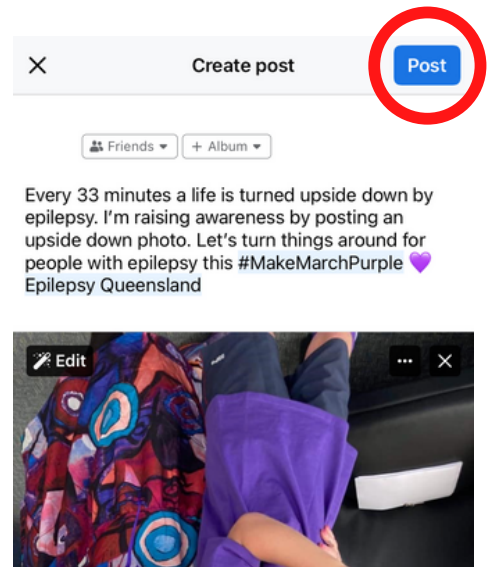 Create post
Post
Friends
+ Album
Every 33 minutes a life is turned upside down by
epilepsy. I'm raising awareness by posting an
upside down photo. Let's turn things around for
people with epilepsy this #MakeMarchPurple 💜
Epilepsy Queensland
Edit